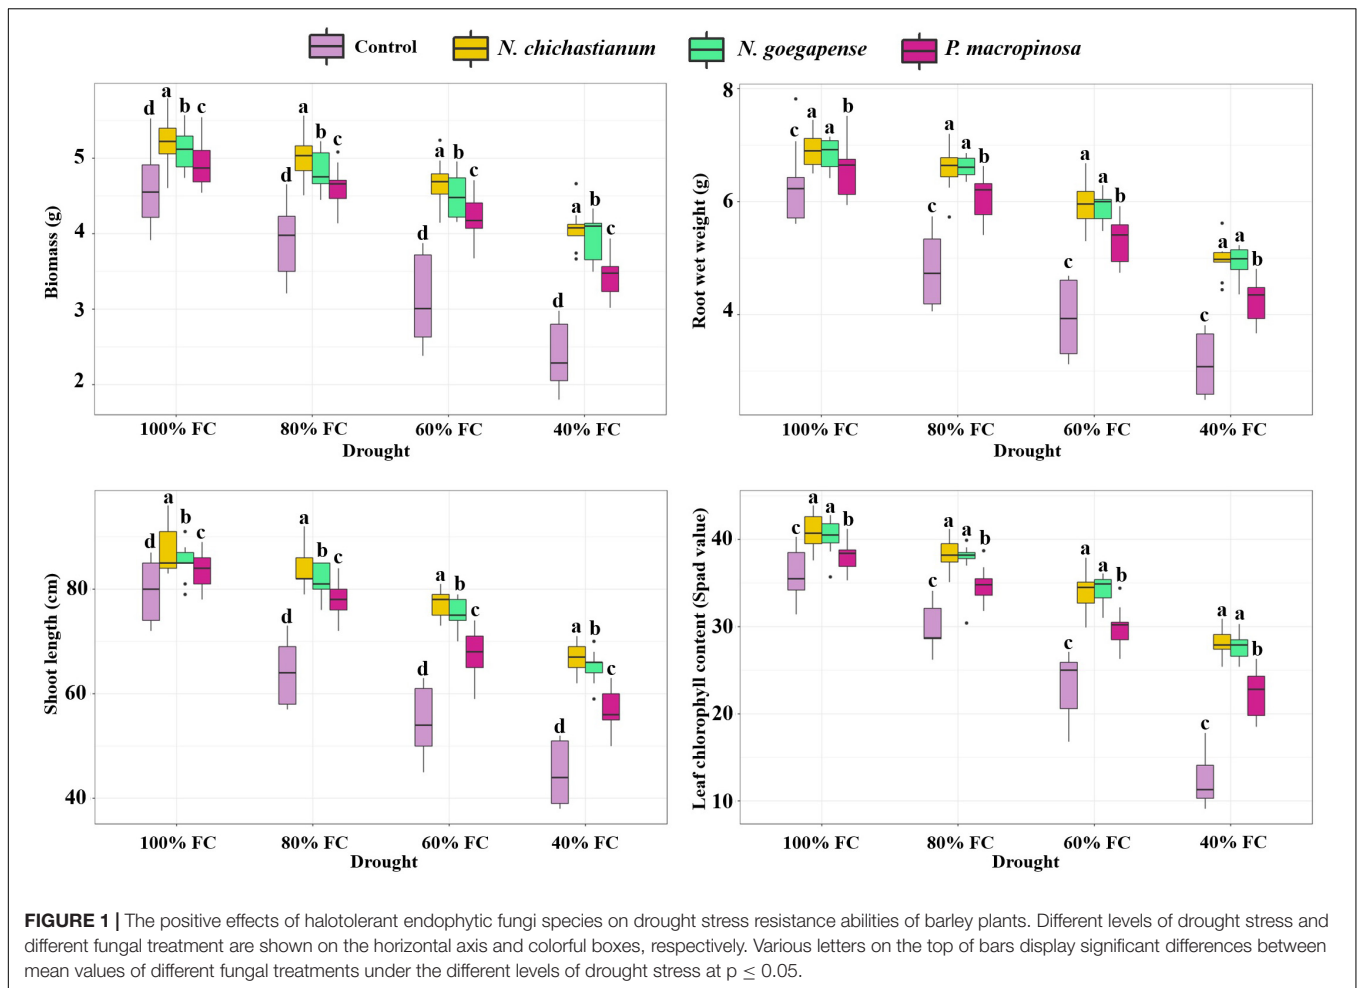 Control N. chichastianum N. goegapense P. macropinosa
Biomass (g)
5
4
3
2
d a b c
d a b c
d a b c
d a b c
100% FC 80% FC 60% FC 40% FC
Drought
Root wet weight (g)
8
6
4
c a a b
c a a b
c a a b
c a a b
100% FC 80% FC 60% FC 40% FC
Drought
Shoot length (cm)
80
60
40
d a b c
d a b c
d a b c
d a b c
100% FC 80% FC 60% FC 40% FC
Drought
Leaf chlorophyll content (Spad value)
40
30
20
10
c a a b
c a a b
c a a b
c a a b
100% FC 80% FC 60% FC 40% FC
Drought
FIGURE 1 | The positive effects of halotolerant endophytic fungi species on drought stress resistance abilities of barley plants. Different levels of drought stress and
different fungal treatment are shown on the horizontal axis and colorful boxes, respectively. Various letters on the top of bars display significant differences between
mean values of different fungal treatments under the different levels of drought stress at p ≤ 0.05.